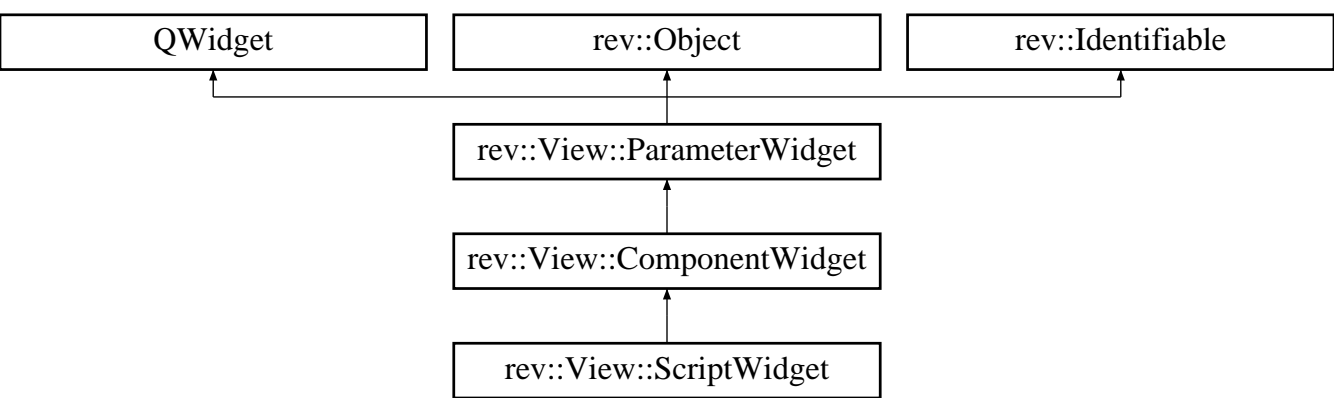 QWidget
rev::Object
rev::Identifiable
rev::View::ParameterWidget
rev::View::ComponentWidget
rev::View::ScriptWidget